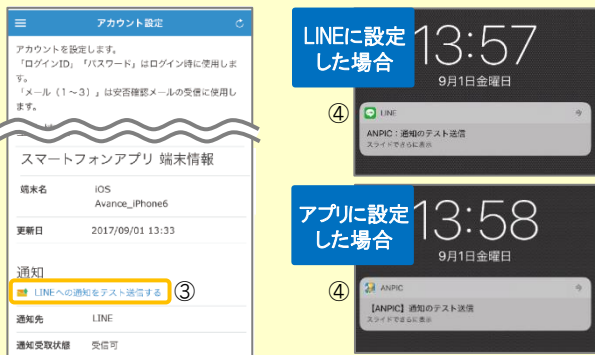 アカウント設定
アカウントを設定します。
「ログインID」「パスワード」はログイン時に使用しま
す。
「メール（1～3）」は安否確認メールの受信に使用し
ます。
スマートフォンアプリ 端末情報
端末名
iOS
Avance_iPhone6
更新日
2017/09/01 13:33
通知
LINEへの通知をテスト送信する
③
通知先
LINE
通知受取状態
受信可
LINEに設定
した場合
13:57
9月1日金曜日
④
LINE
今
ANPIC：通知のテスト送信
スライドでさらに表示
アプリに設定
した場合
13:58
9月1日金曜日
④
ANPIC
今
【ANPIC】通知のテスト送信
スライドでさらに表示